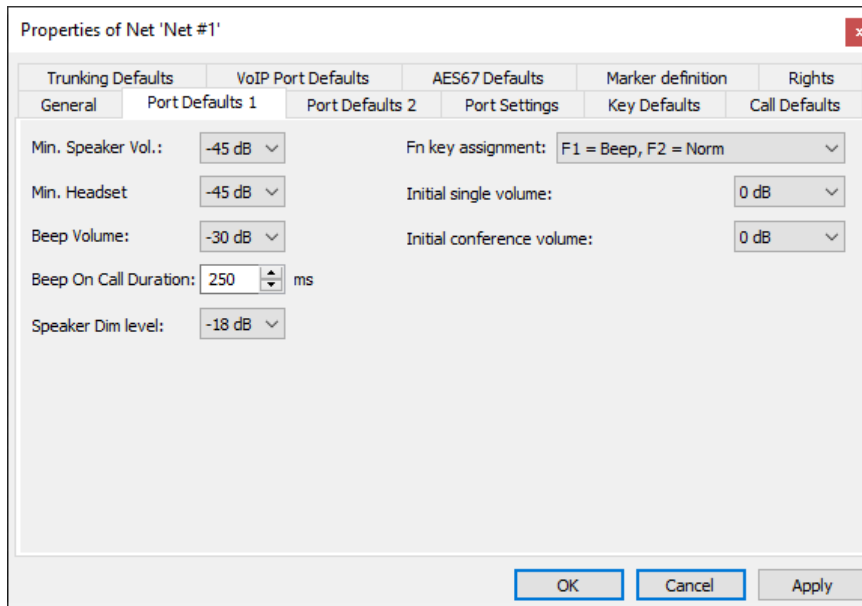 Properties of Net 'Net #1'
x
Trunking Defaults VoIP Port Defaults AES67 Defaults Marker definition Rights
General Port Defaults 1 Port Defaults 2 Port Settings Key Defaults Call Defaults
Min. Speaker Vol.: -45 dB Fn key assignment: F1 = Beep, F2 = Norm
Min. Headset -45 dB Initial single volume: 0 dB
Beep Volume: -30 dB Initial conference volume: 0 dB
Beep On Call Duration: 250 ms
Speaker Dim level: -18 dB
OK Cancel Apply